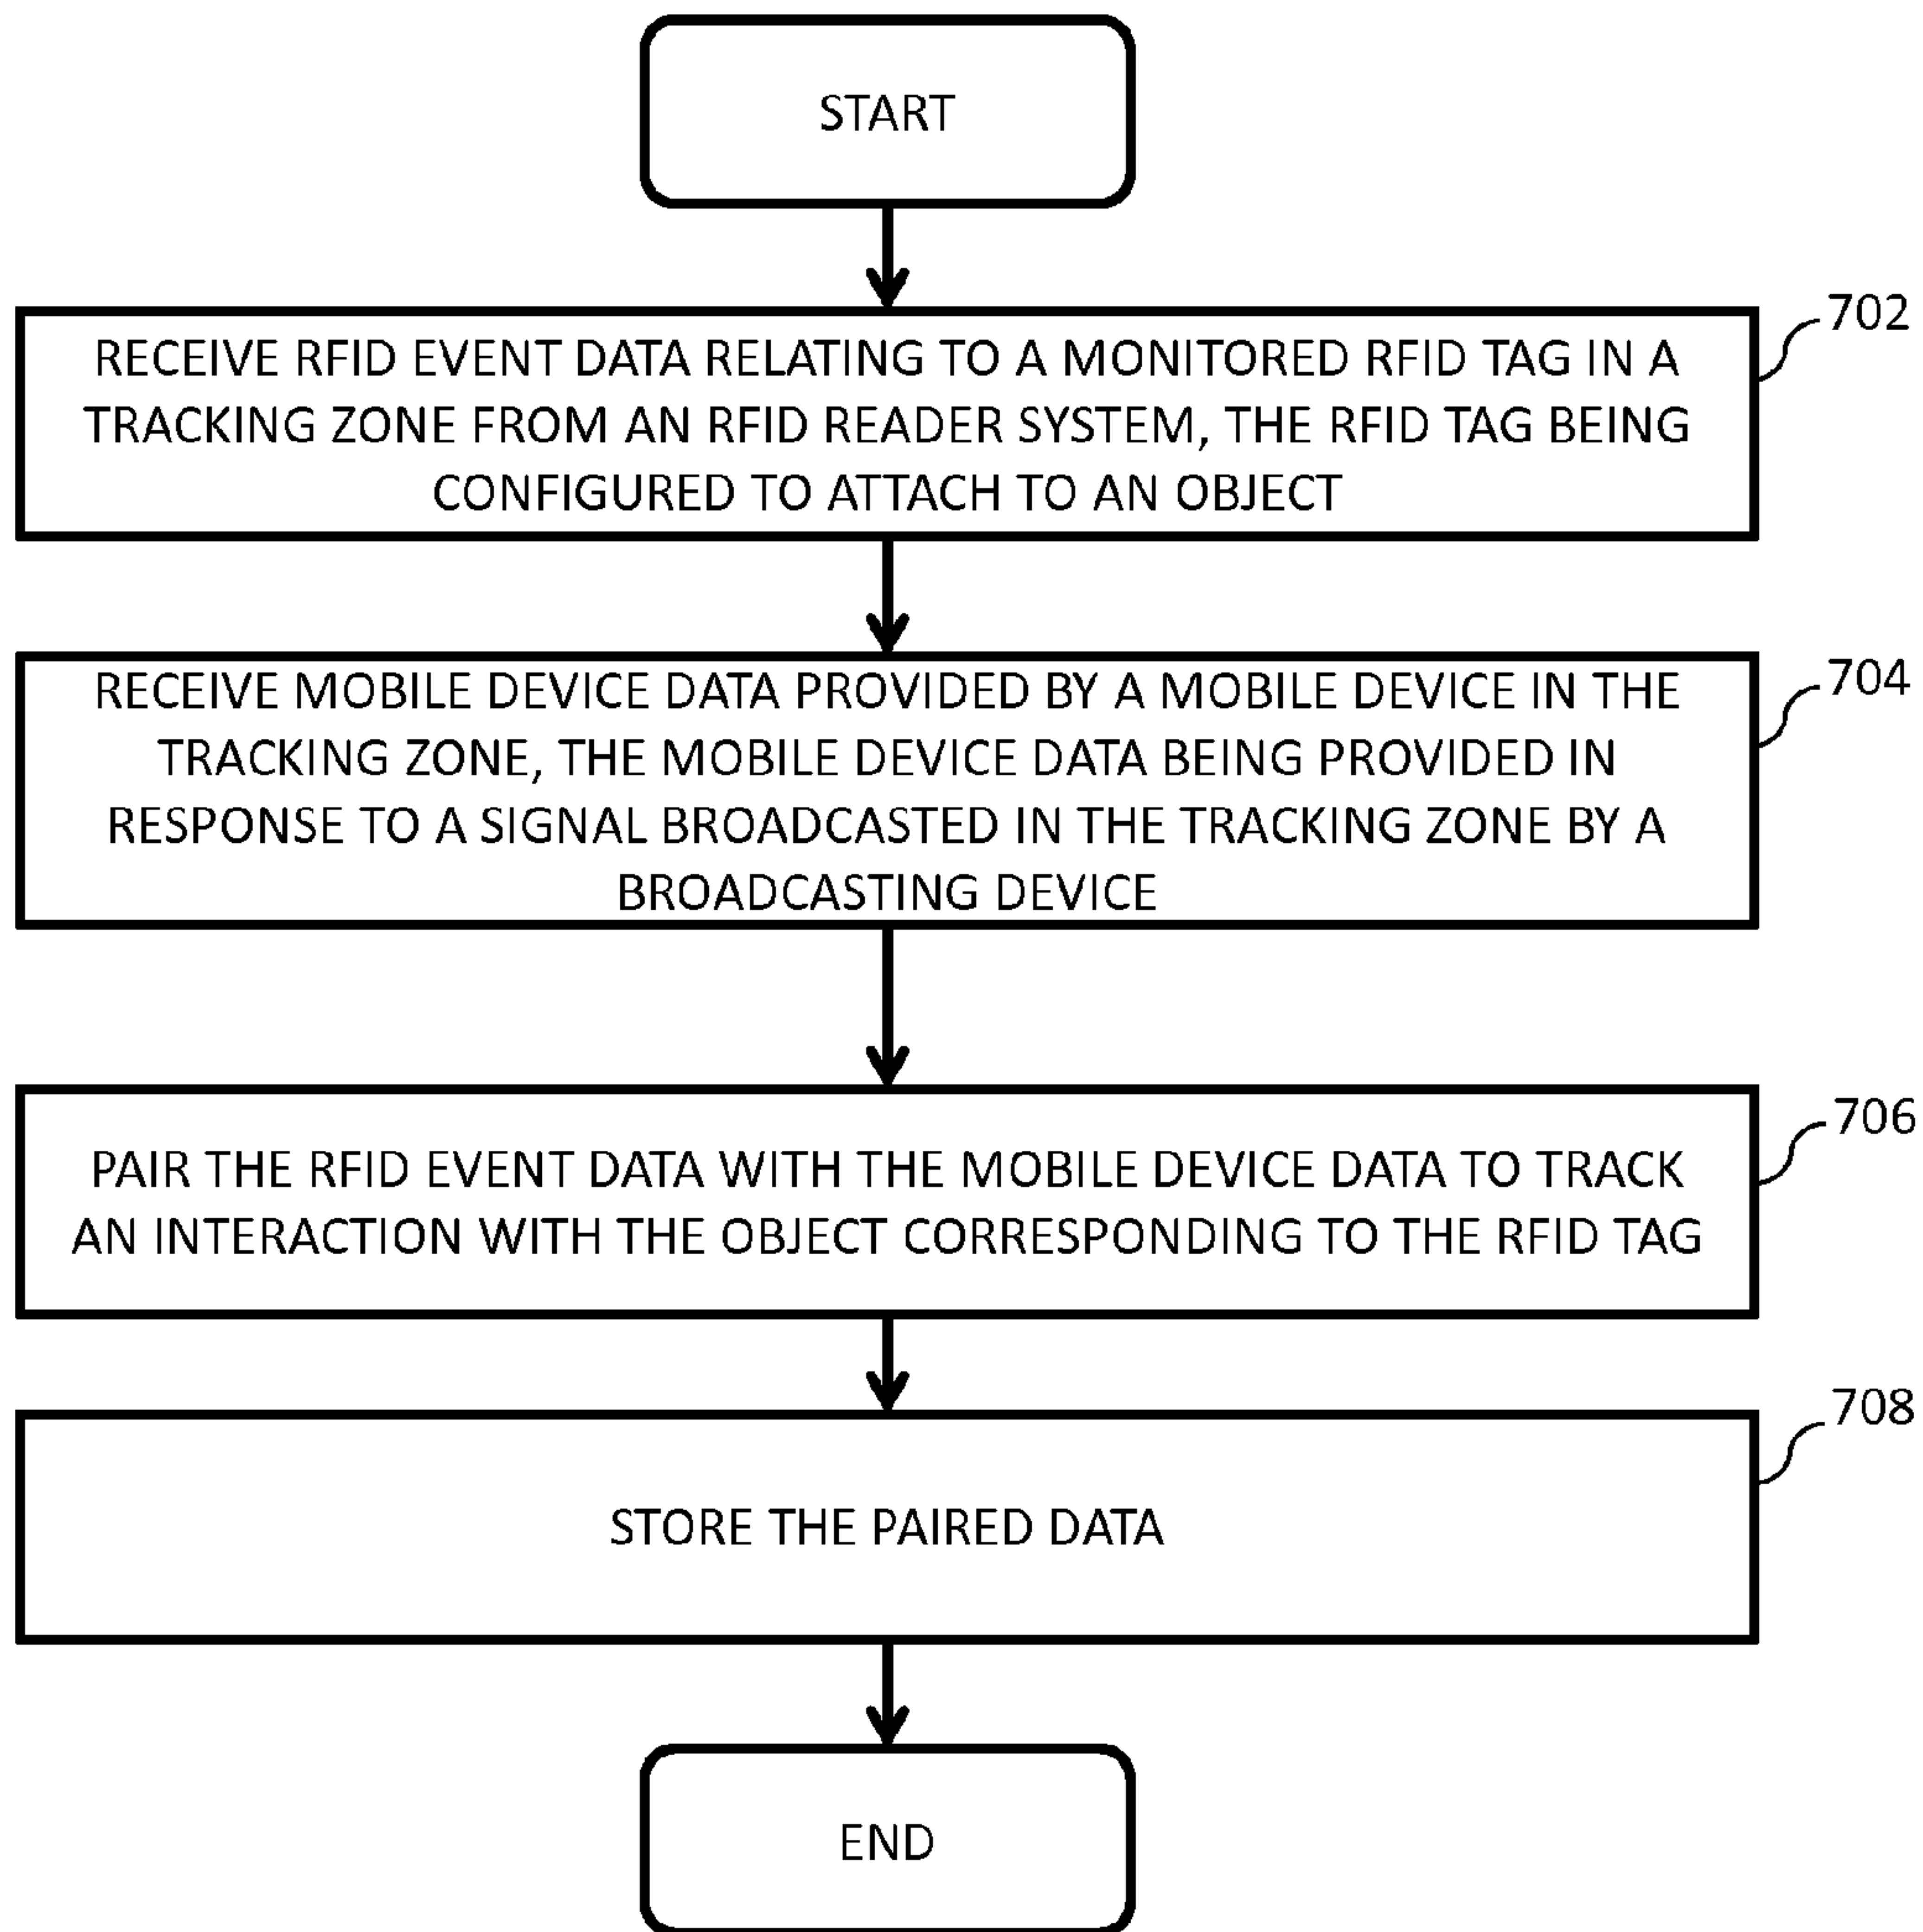 START
702
RECEIVE RFID EVENT DATA RELATING TO A MONITORED RFID TAG IN A
TRACKING ZONE FROM AN RFID READER SYSTEM, THE RFID TAG BEING
CONFIGURED TO ATTACH TO AN OBJECT
704
RECEIVE MOBILE DEVICE DATA PROVIDED BY A MOBILE DEVICE IN THE
TRACKING ZONE, THE MOBILE DEVICE DATA BEING PROVIDED IN
RESPONSE TO A SIGNAL BROADCASTED IN THE TRACKING ZONE BY A
BROADCASTING DEVICE
706
PAIR THE RFID EVENT DATA WITH THE MOBILE DEVICE DATA TO TRACK
AN INTERACTION WITH THE OBJECT CORRESPONDING TO THE RFID TAG
708
STORE THE PAIRED DATA
END